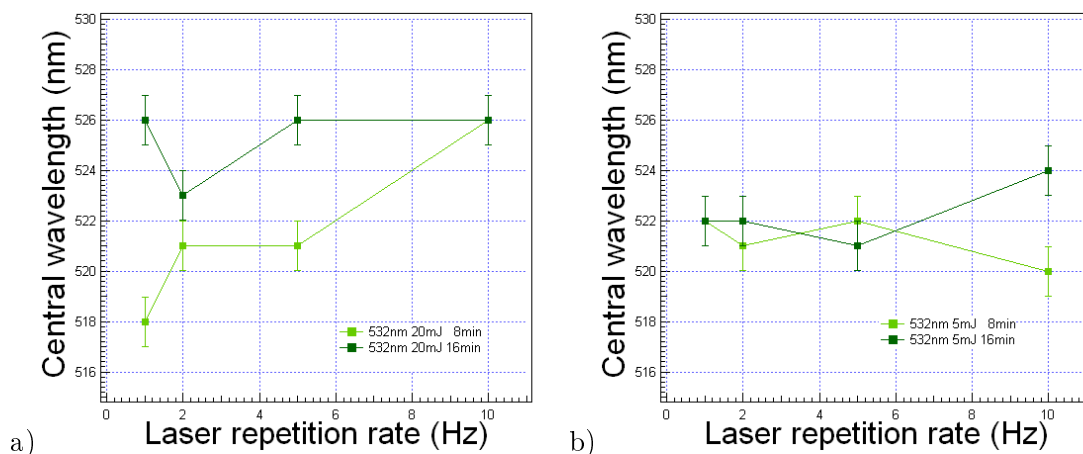 530
528
526
524
522
520
518
516
Central wavelength (nm)
0 2 4 6 8 10
Laser repetition rate (Hz)
532nm 20mJ 8min
532nm 20mJ 16min
a)
530
528
526
524
522
520
518
516
Central wavelength (nm)
0 2 4 6 8 10
Laser repetition rate (Hz)
532nm 5mJ 8min
532nm 5mJ 16min
b)